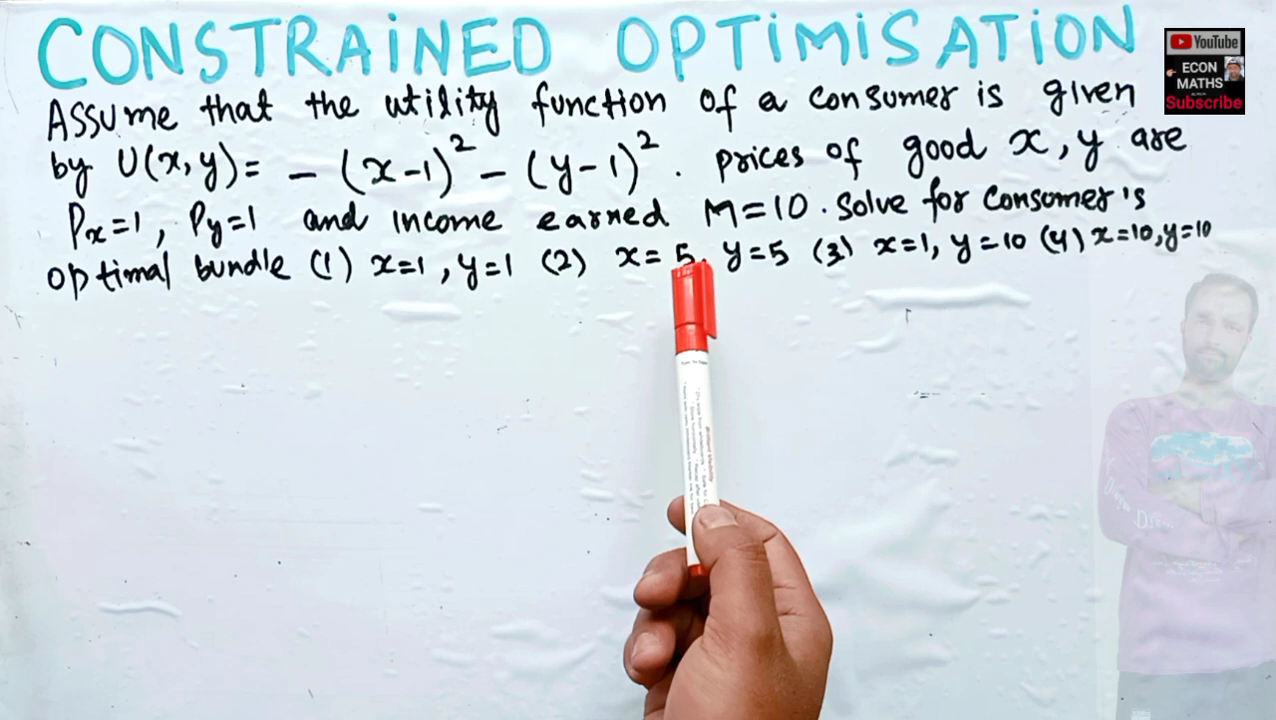 CONSTRAINED OPTIMISATION
Assume that the utility function of a consumer is given
by U(x,y)= -(x-1)² -(y-1)². prices of good x, y are
Px=1, Py=1 and income earned M=10. Solve for consumer's
optimal bundle (1) x=1, y=1 (2) x=5, y=5 (3) x=1, y=10 (4) x=10, y=10
YouTube
ECON
MATHS
Subscribe